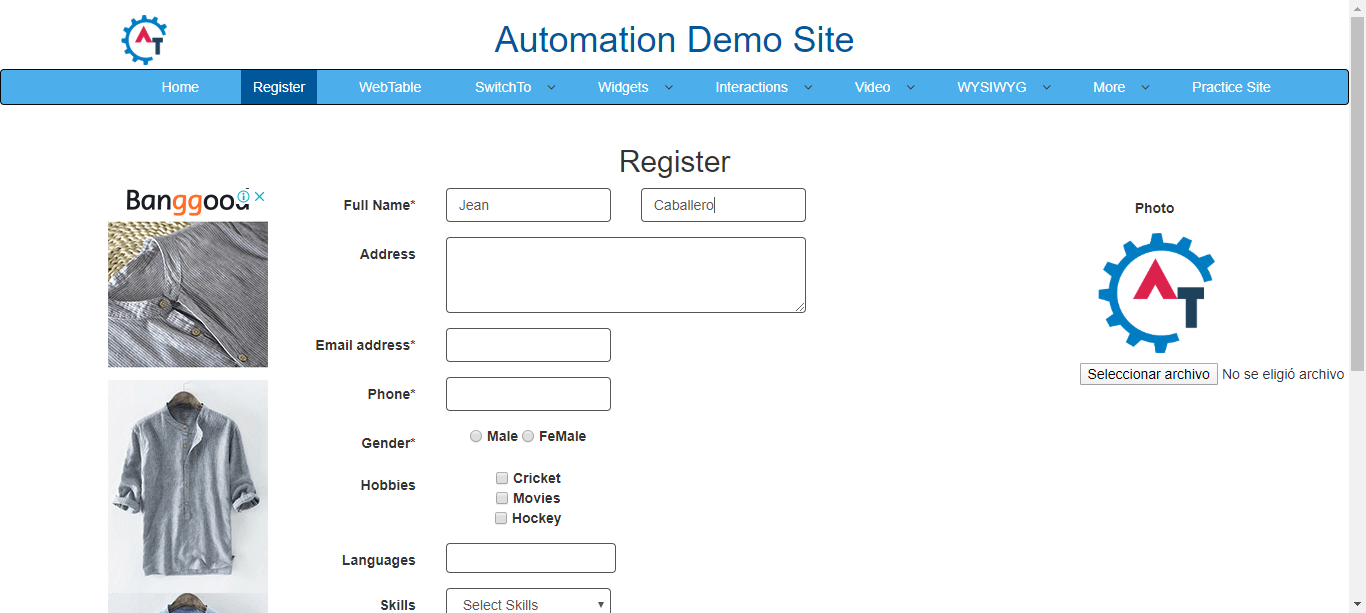 Automation Demo Site
Home Register WebTable SwitchTo Widgets Interactions Video WYSIWYG More Practice Site
Register
Banggood
Full Name* Jean Caballero
Photo
Address
Email address*
Phone*
Seleccionar archivo No se eligió archivo
Gender* Male FeMale
Hobbies Cricket
Movies
Hockey
Languages
Skills Select Skills